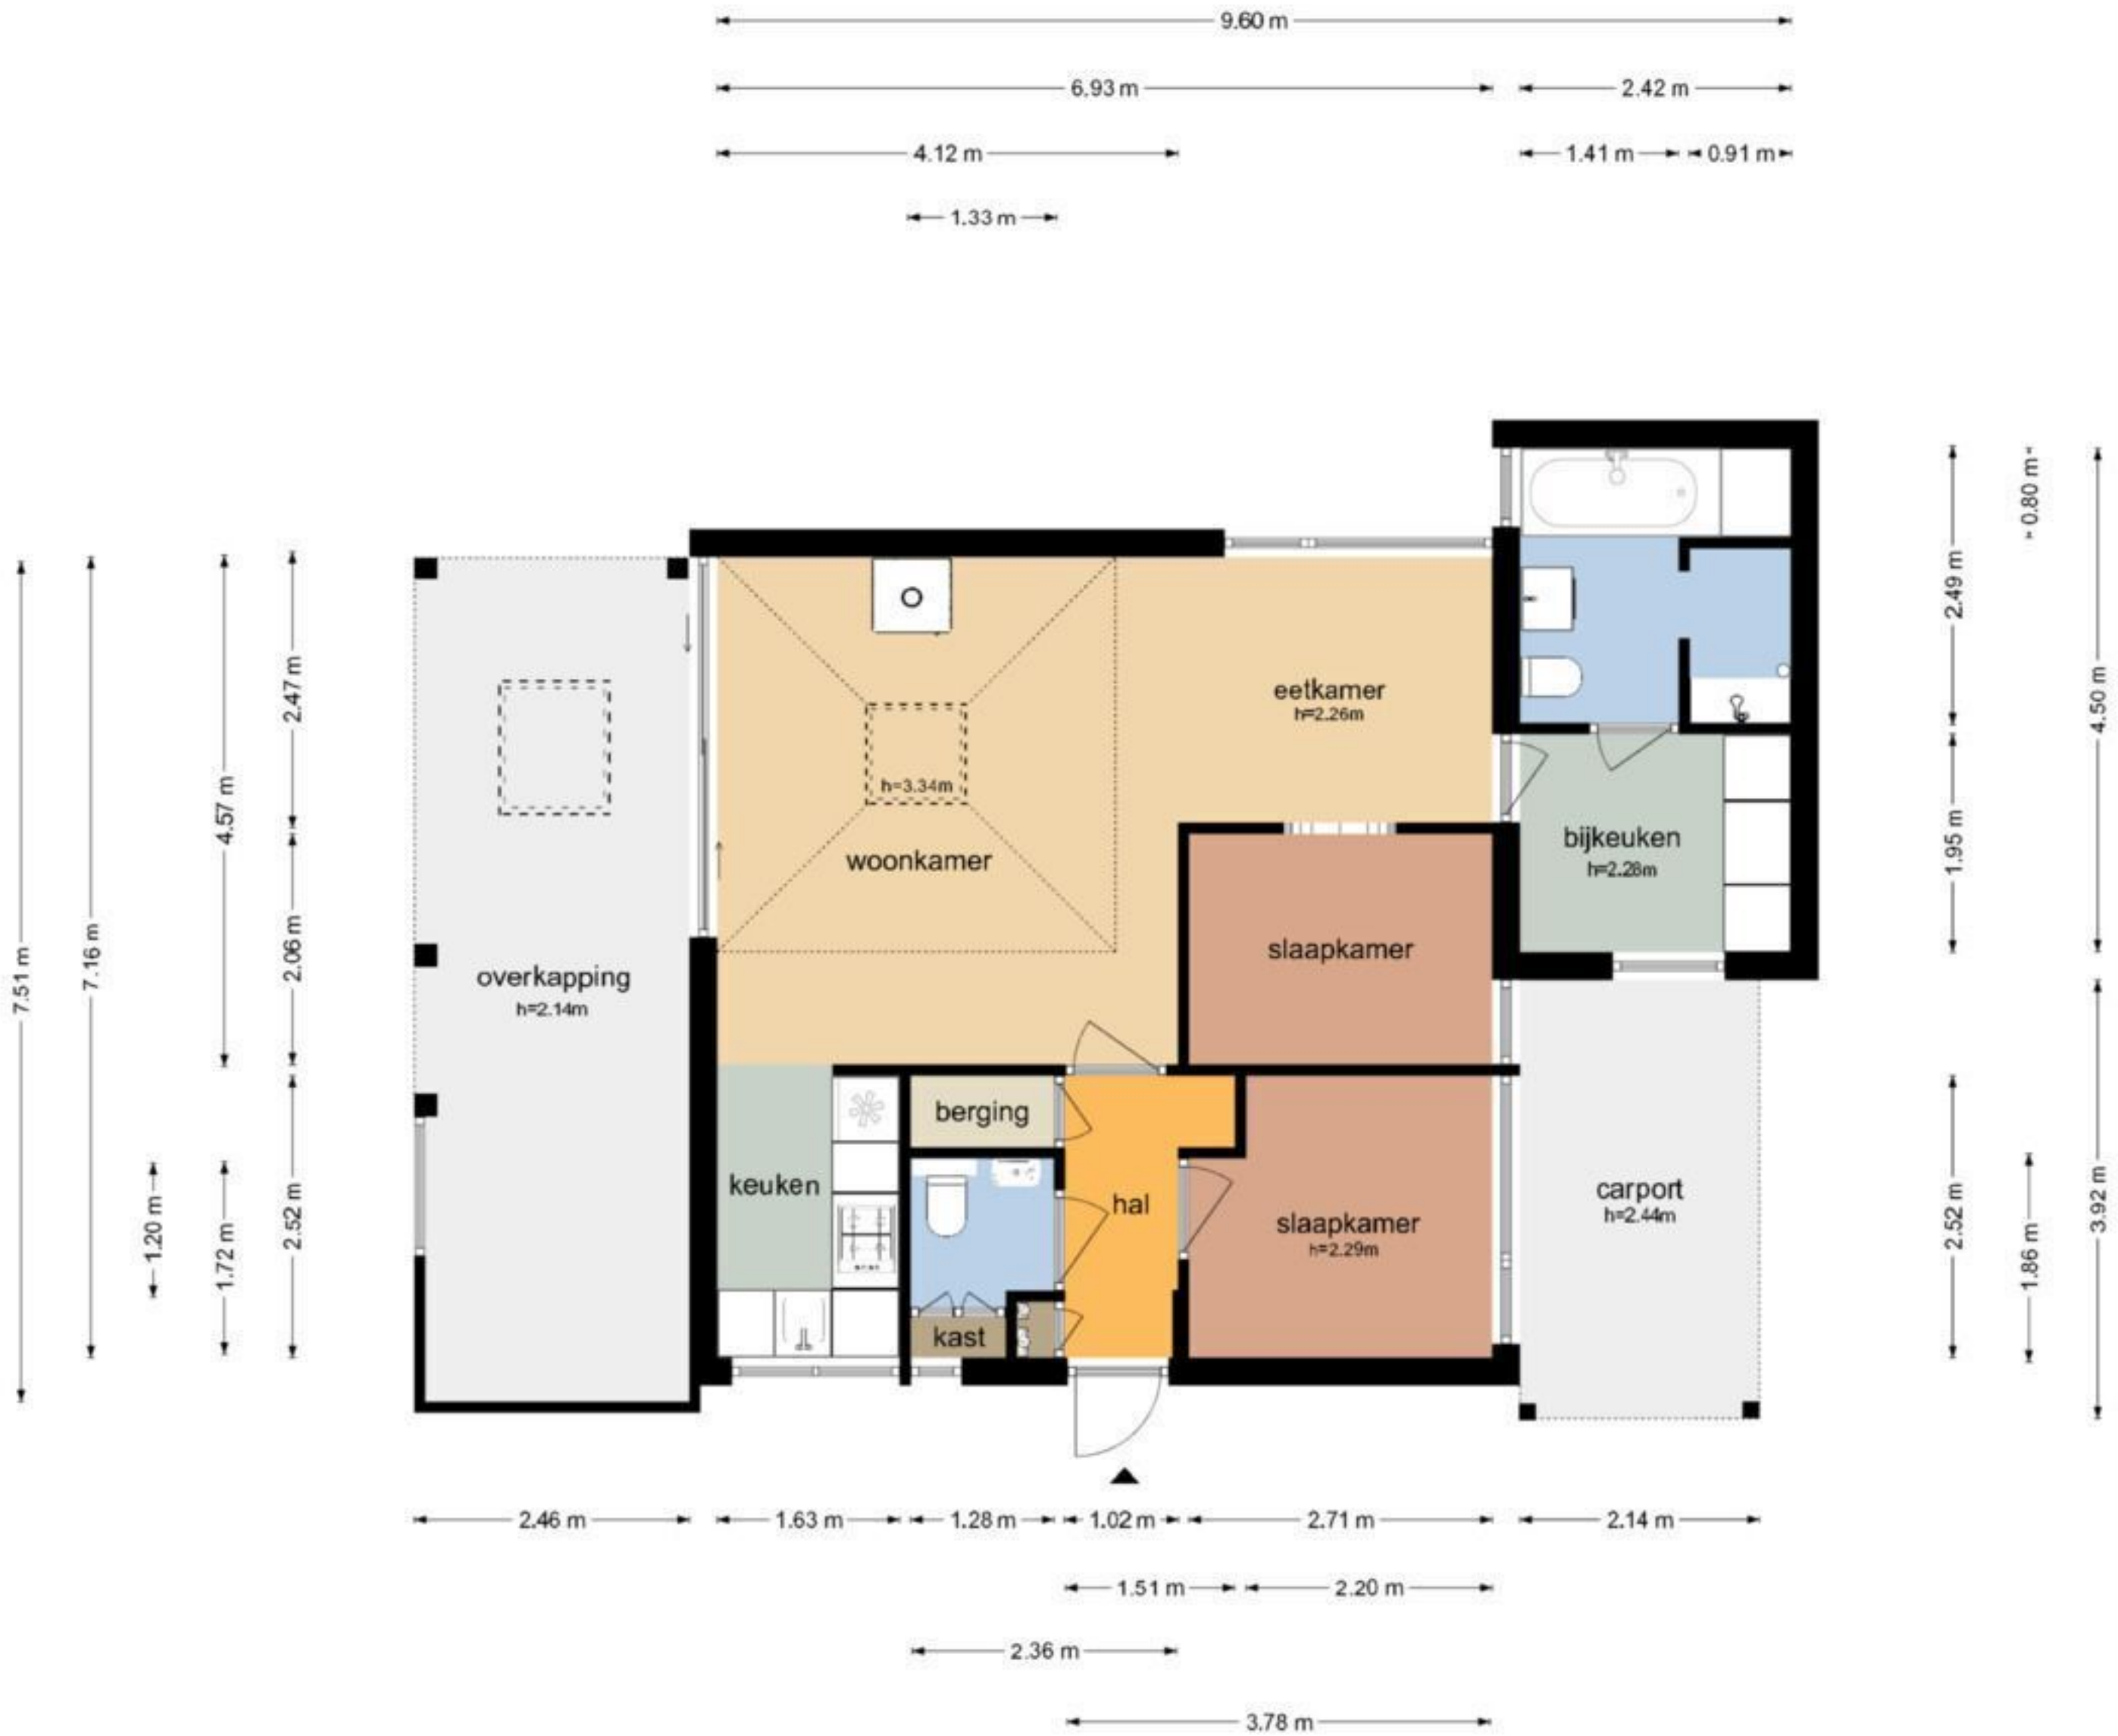 9.60 m
6.93 m
2.42 m
4.12 m
1.41 m
0.91 m
1.33 m
7.51 m
7.16 m
1.20 m
4.57 m
1.72 m
2.47 m
2.06 m
2.52 m
overkapping
h=2.14m
h=3.34m
woonkamer
eetkamer
h=2.26m
bijkeuken
h=2.28m
slaapkamer
berging
keuken
hal
kast
slaapkamer
h=2.29m
carport
h=2.44m
2.49 m
1.95 m
2.52 m
0.80 m
1.86 m
4.50 m
3.92 m
2.46 m
1.63 m
1.28 m
1.02 m
2.71 m
2.14 m
1.51 m
2.20 m
2.36 m
3.78 m